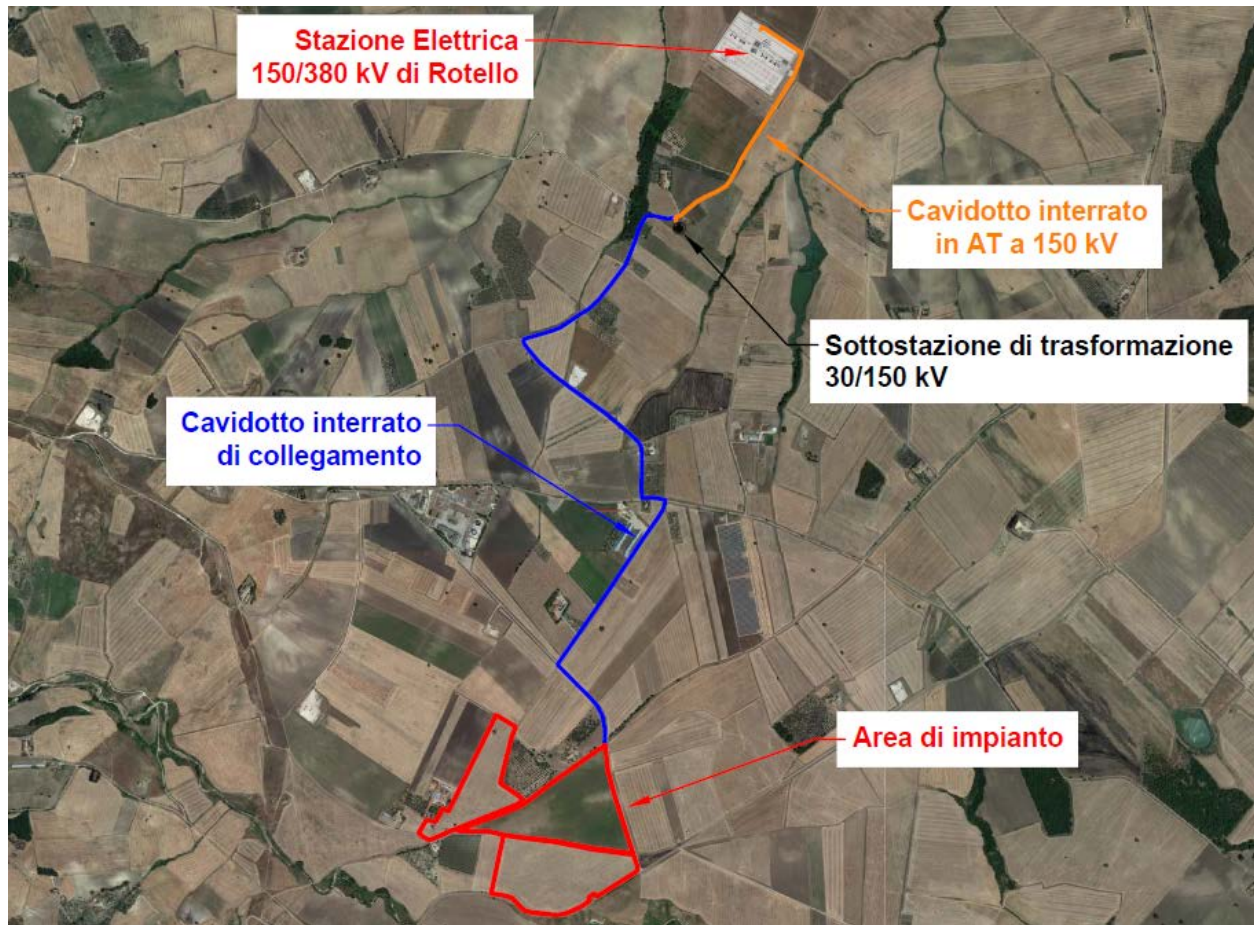 Stazione Elettrica
150/380 kV di Rotello
Cavidotto interrato
in AT a 150 kV
Sottostazione di trasformazione
30/150 kV
Cavidotto interrato
di collegamento
Area di impianto